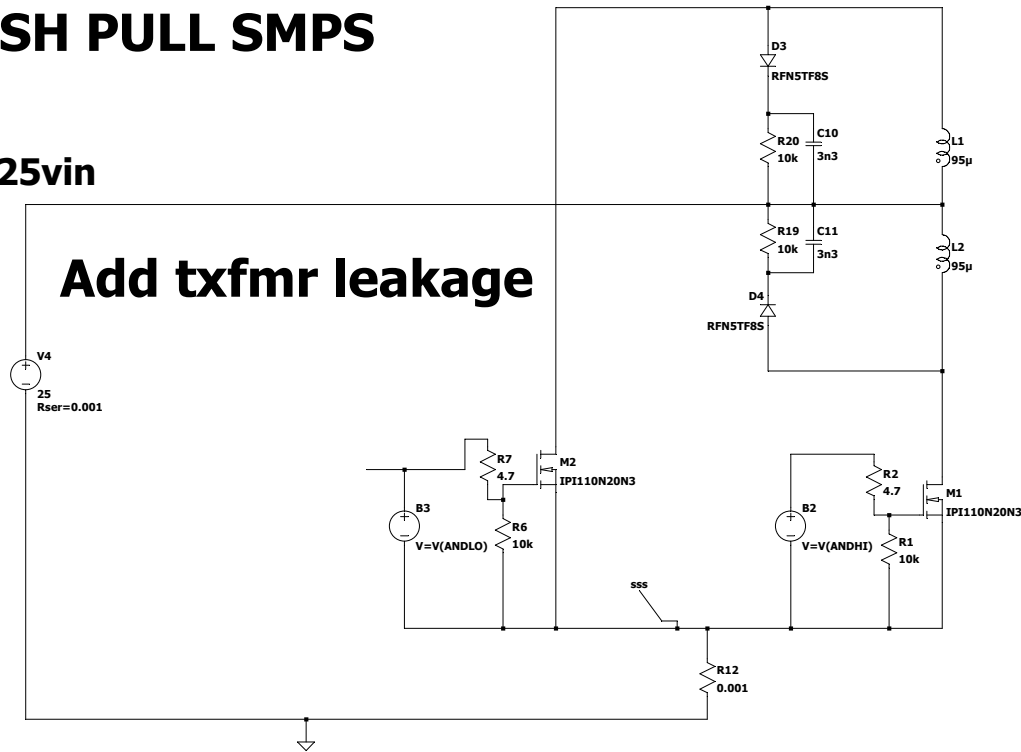 SH PULL SMPS
D3
RFN5TF8S
R20
10k
C10
3n3
L1
95µ
25vin
R19
10k
C11
3n3
L2
95µ
Add txfmr leakage
D4
RFN5TF8S
V4
25
Rser=0.001
R7
4.7
M2
IPI110N20N3
R2
4.7
M1
IPI110N20N3
B3
V=V(ANDLO)
R6
10k
B2
V=V(ANDHI)
R1
10k
sss
R12
0.001